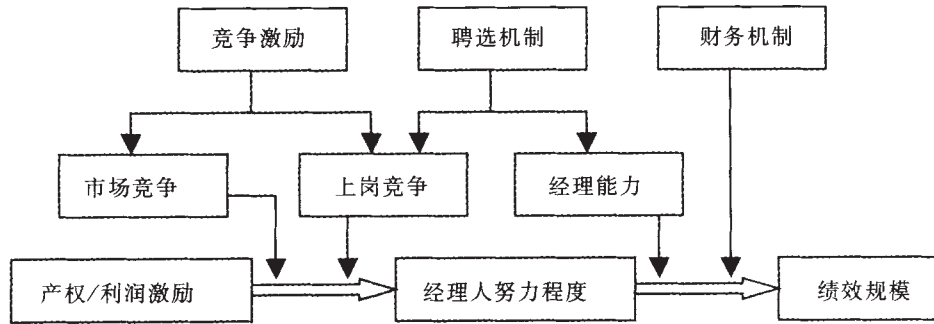 竞争激励
聘选机制
财务机制
市场竞争
上岗竞争
经理能力
产权/利润激励
经理人努力程度
绩效规模